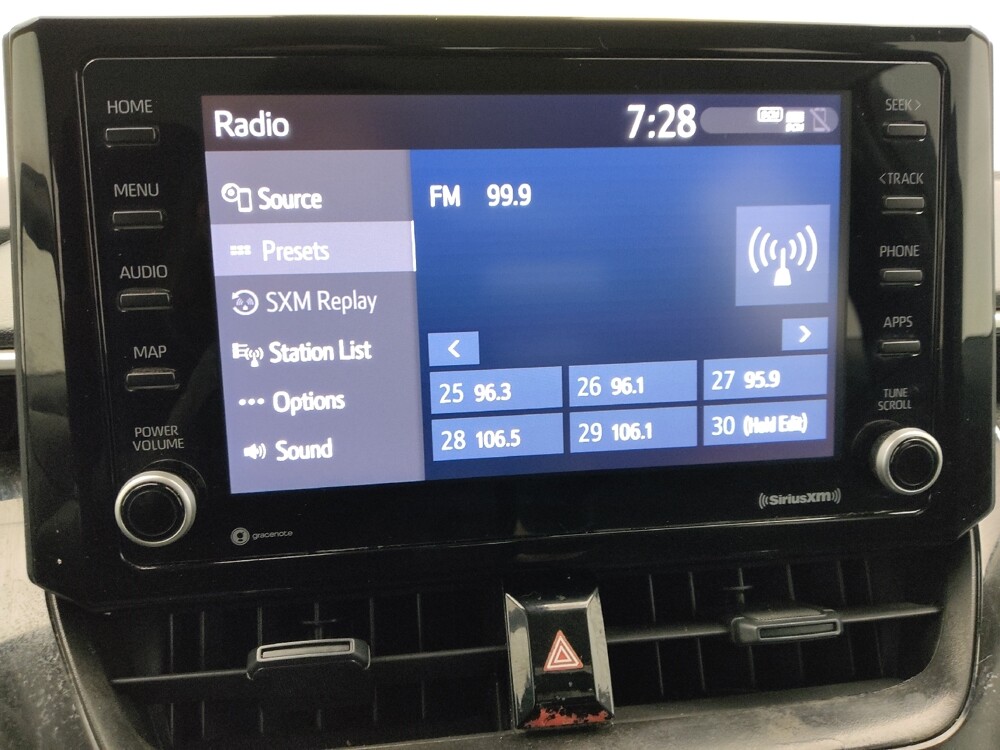 HOME
MENU
AUDIO
MAP
POWER
VOLUME
Radio
7:28
Source
Presets
SXM Replay
Station List
Options
Sound
FM 99.9
<
>
25 96.3
26 96.1
27 95.9
28 106.5
29 106.1
30 (Hold Edit)
SEEK>
<TRACK
PHONE
APPS
TUNE
SCROLL
gracenote
((SiriusXM))